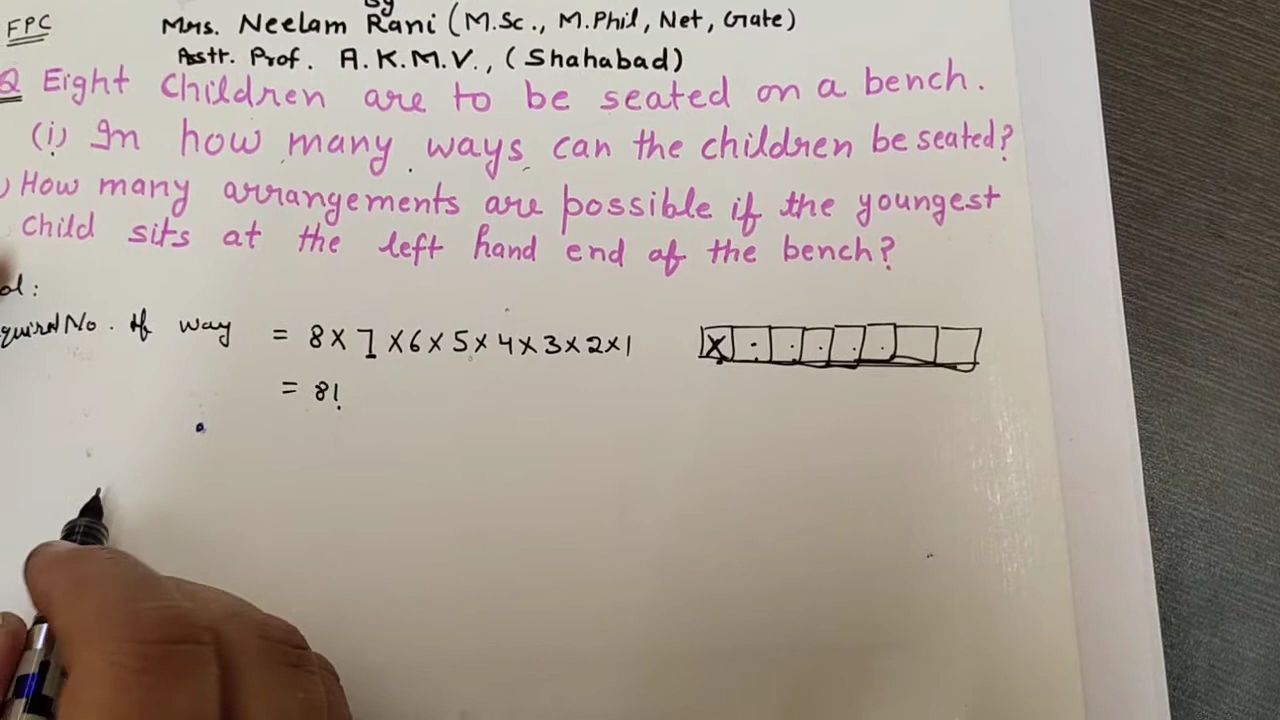 By
FPC
Mrs. Neelam Rani (M.Sc., M.Phil, Net, Gate)
Asstt. Prof. A.K.M.V., (Shahabad)
Q Eight Children are to be seated on a bench.
(i) In how many ways can the children be seated?
) How many arrangements are possible if the youngest
Child sits at the left hand end of the bench?
ol:
quired No. of way = 8×7×6×5×4×3×2×1
= 8!